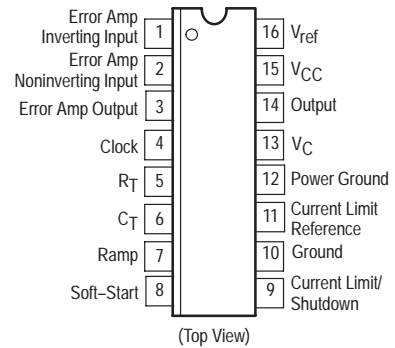 Error Amp
Inverting Input 1
Error Amp
Noninverting Input 2
Error Amp Output 3
Clock 4
RT 5
CT 6
Ramp 7
Soft–Start 8
16 Vref
15 VCC
14 Output
13 VC
12 Power Ground
11 Current Limit
Reference
10 Ground
9 Current Limit/
Shutdown
(Top View)